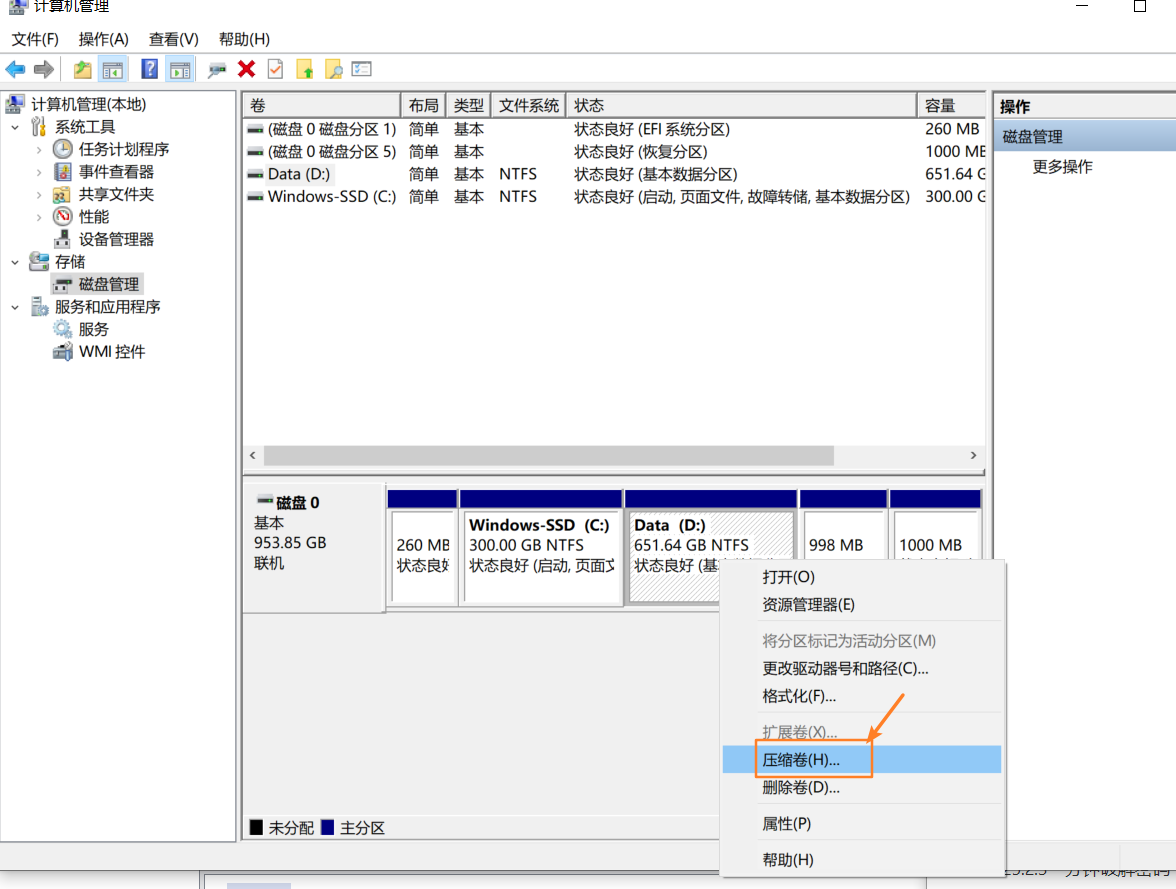 计算机管理
文件(F) 操作(A) 查看(V) 帮助(H)
计算机管理(本地)
系统工具
任务计划程序
事件查看器
共享文件夹
性能
设备管理器
存储
磁盘管理
服务和应用程序
服务
WMI 控件
卷 布局 类型 文件系统 状态 容量
(磁盘 0 磁盘分区 1) 简单 基本 状态良好 (EFI 系统分区) 260 MB
(磁盘 0 磁盘分区 5) 简单 基本 状态良好 (恢复分区) 1000 MB
Data (D:) 简单 基本 NTFS 状态良好 (基本数据分区) 651.64 G
Windows-SSD (C:) 简单 基本 NTFS 状态良好 (启动, 页面文件, 故障转储, 基本数据分区) 300.00 G
操作
磁盘管理
更多操作
磁盘 0
基本
953.85 GB
联机
260 MB
状态良好
Windows-SSD (C:)
300.00 GB NTFS
状态良好 (启动, 页面文
Data (D:)
651.64 GB NTFS
状态良好 (基
998 MB
1000 MB
打开(O)
资源管理器(E)
将分区标记为活动分区(M)
更改驱动器号和路径(C)...
格式化(F)...
扩展卷(X)...
压缩卷(H)...
删除卷(D)...
属性(P)
帮助(H)
未分配 主分区